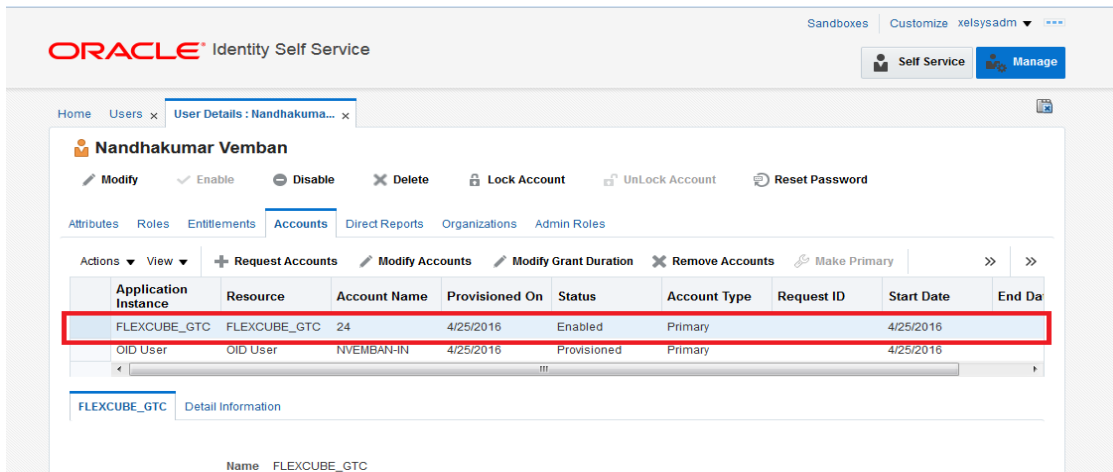 Sandboxes Customize xelsysadm
ORACLE Identity Self Service
Self Service Manage
Home Users x User Details : Nandhakuma... x
Nandhakumar Vemban
Modify Enable Disable Delete Lock Account UnLock Account Reset Password
Attributes Roles Entitlements Accounts Direct Reports Organizations Admin Roles
Actions View Request Accounts Modify Accounts Modify Grant Duration Remove Accounts Make Primary » »
Application Instance Resource Account Name Provisioned On Status Account Type Request ID Start Date End Da
FLEXCUBE_GTC FLEXCUBE_GTC 24 4/25/2016 Enabled Primary 4/25/2016
OID User OID User NVEMBAN-IN 4/25/2016 Provisioned Primary 4/25/2016
FLEXCUBE_GTC Detail Information
Name FLEXCUBE_GTC